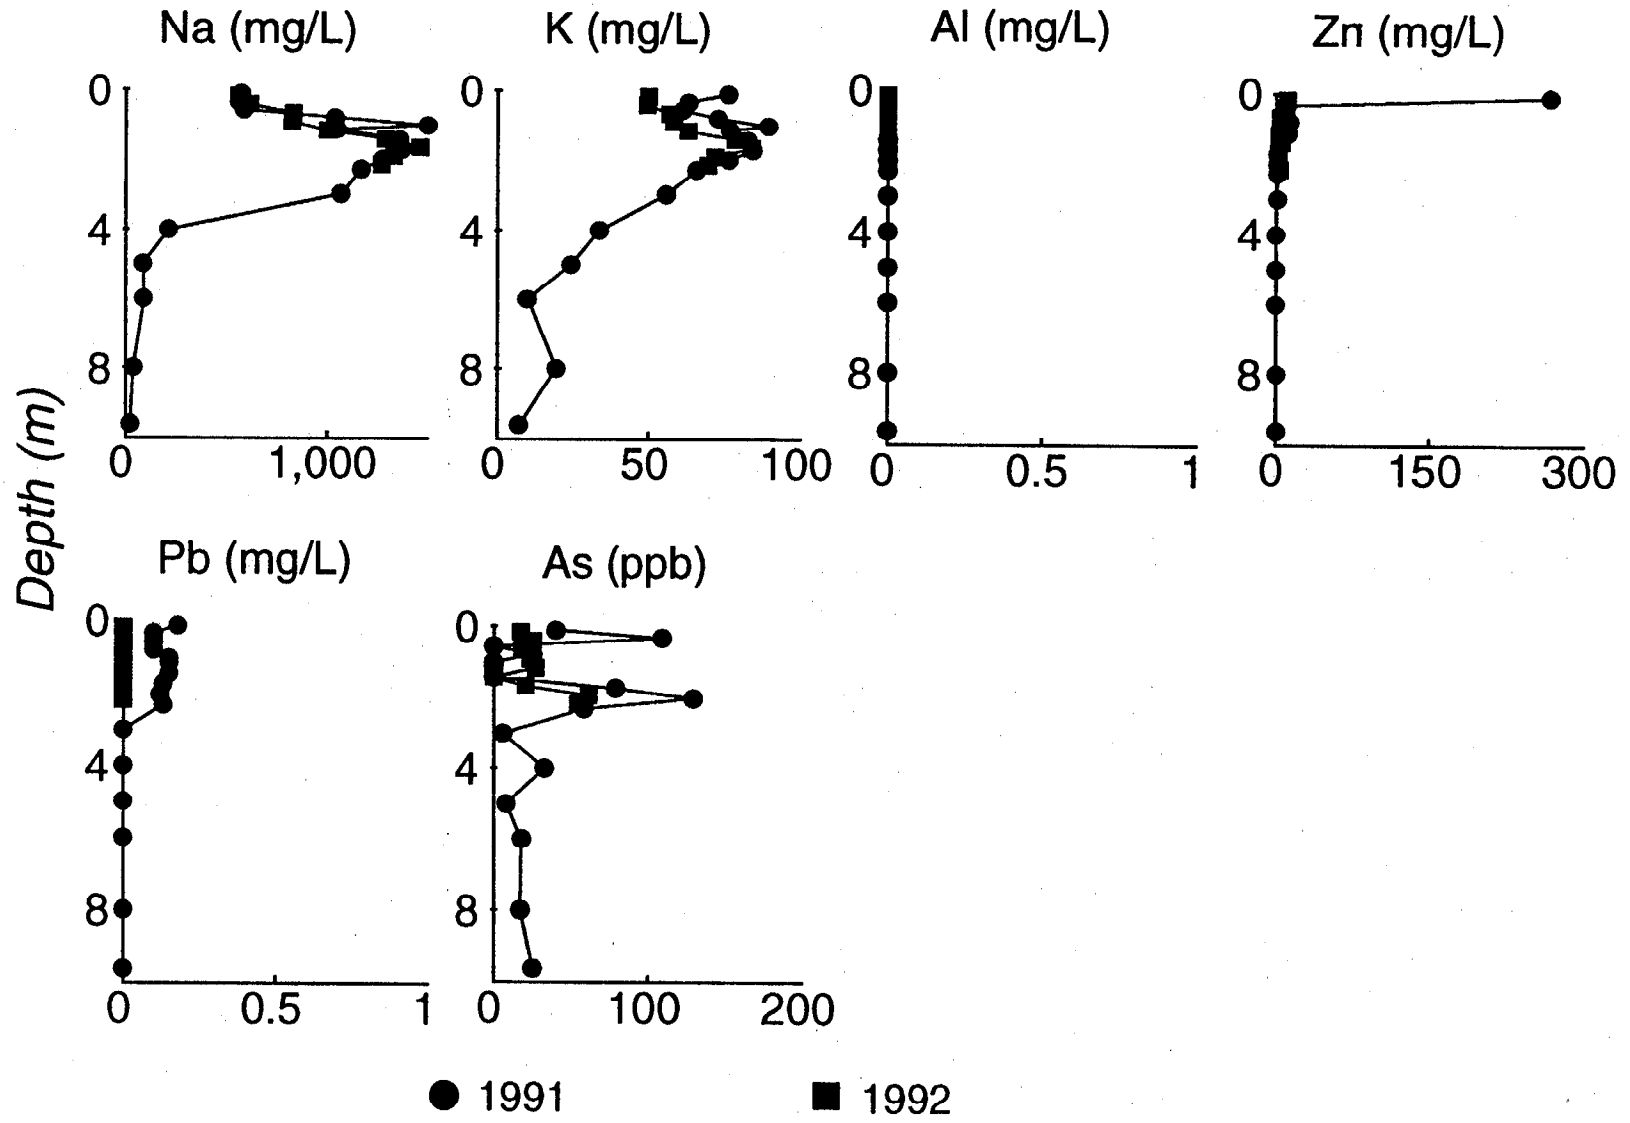 Na (mg/L) K (mg/L) Al (mg/L) Zn (mg/L)
0 0 0 0
4 4 4 4
8 8 8 8
0 1,000 0 50 100 0 0.5 1 0 150 300
Depth (m)
Pb (mg/L) As (ppb)
0 0
4 4
8 8
0 0.5 1 0 100 200
1991 1992